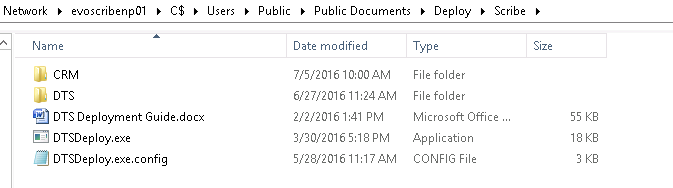 Network ▸ evoscribenp01 ▸ C$ ▸ Users ▸ Public ▸ Public Documents ▸ Deploy ▸ Scribe ▸
Name Date modified Type Size
CRM 7/5/2016 10:00 AM File folder
DTS 6/27/2016 11:24 AM File folder
DTS Deployment Guide.docx 2/2/2016 1:41 PM Microsoft Office ... 55 KB
DTSDeploy.exe 3/30/2016 5:18 PM Application 18 KB
DTSDeploy.exe.config 5/28/2016 11:17 AM CONFIG File 3 KB